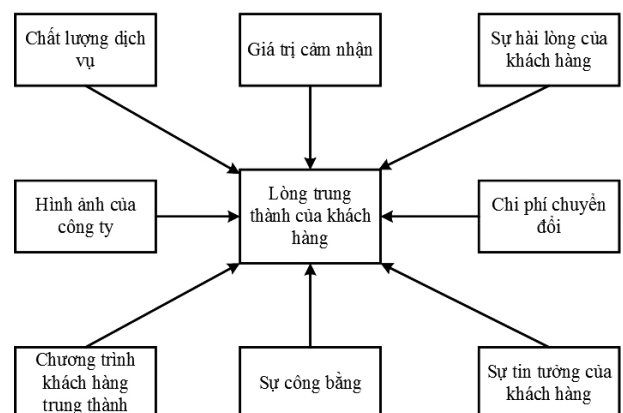 Chất lượng dịch
vụ
Giá trị cảm nhận
Sự hài lòng của
khách hàng
Hình ảnh của
công ty
Lòng trung
thành của khách
hàng
Chi phí chuyển
đổi
Chương trình
khách hàng
trung thành
Sự công bằng
Sự tin tưởng của
khách hàng